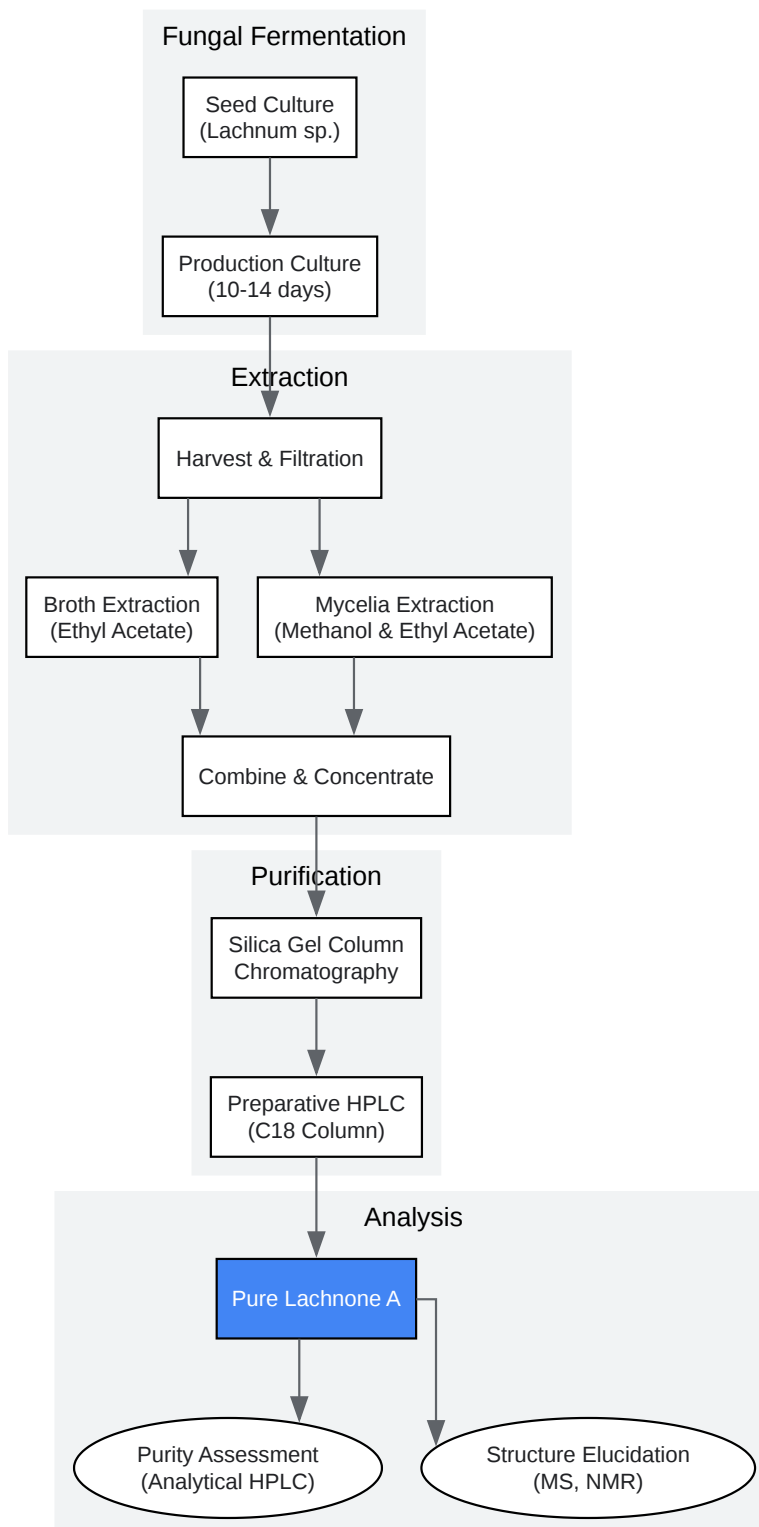 Fungal Fermentation
Seed Culture
(Lachnum sp.)
Production Culture
(10-14 days)
Extraction
Harvest & Filtration
Broth Extraction
(Ethyl Acetate)
Mycelia Extraction
(Methanol & Ethyl Acetate)
Combine & Concentrate
Purification
Silica Gel Column
Chromatography
Preparative HPLC
(C18 Column)
Analysis
Pure Lachnone A
Purity Assessment
(Analytical HPLC)
Structure Elucidation
(MS, NMR)